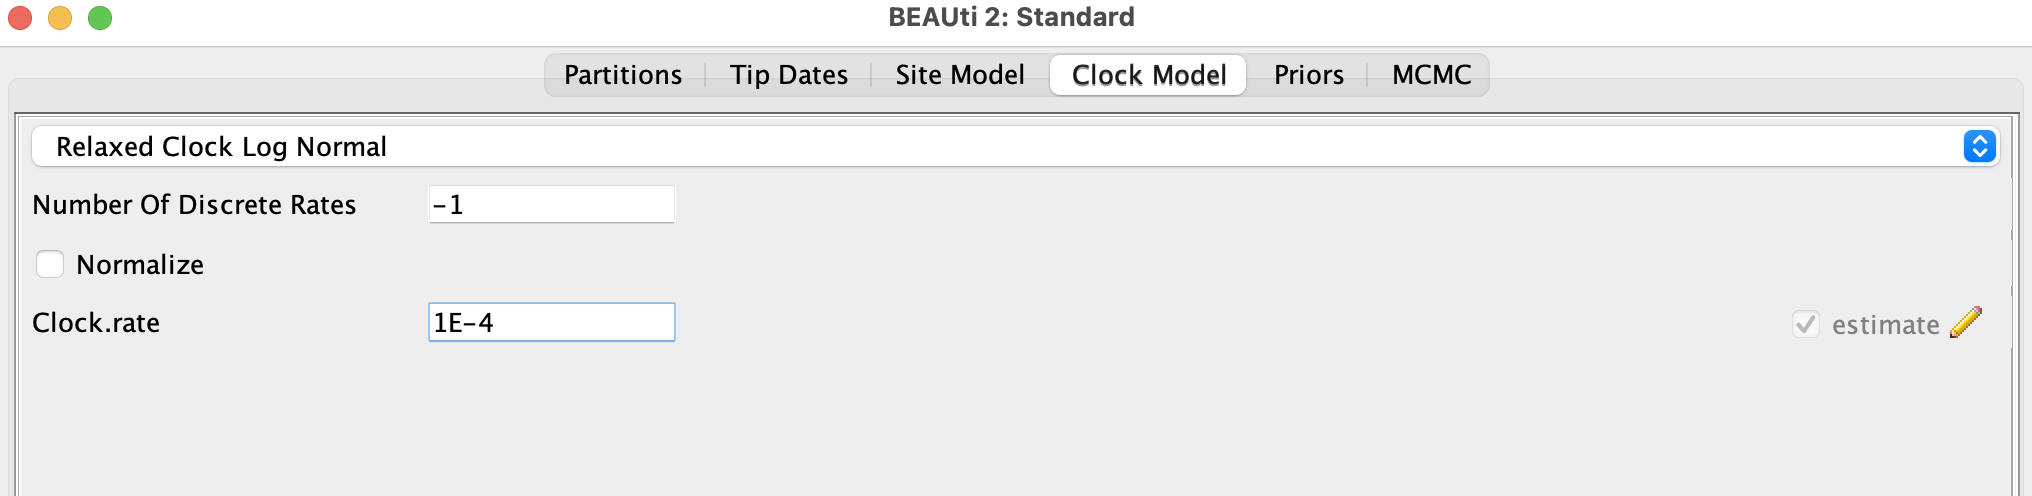 BEAUti 2: Standard
Partitions Tip Dates Site Model Clock Model Priors MCMC
Relaxed Clock Log Normal
Number Of Discrete Rates -1
Normalize
Clock.rate 1E-4 estimate